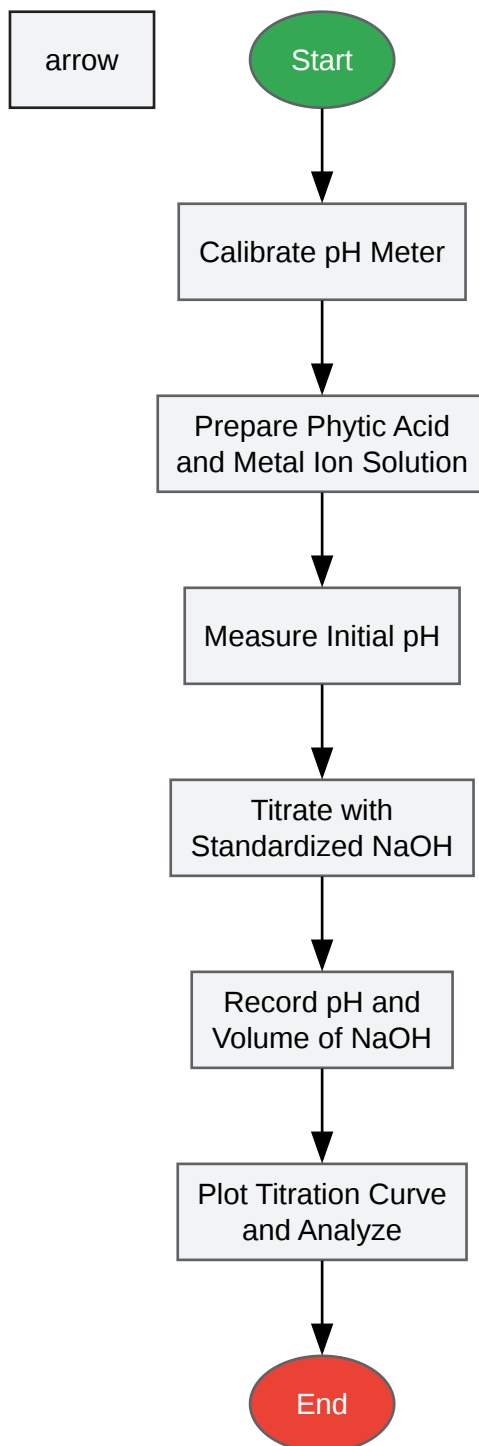 arrow
Start
Calibrate pH Meter
Prepare Phytic Acid
and Metal Ion Solution
Measure Initial pH
Titrate with
Standardized NaOH
Record pH and
Volume of NaOH
Plot Titration Curve
and Analyze
End